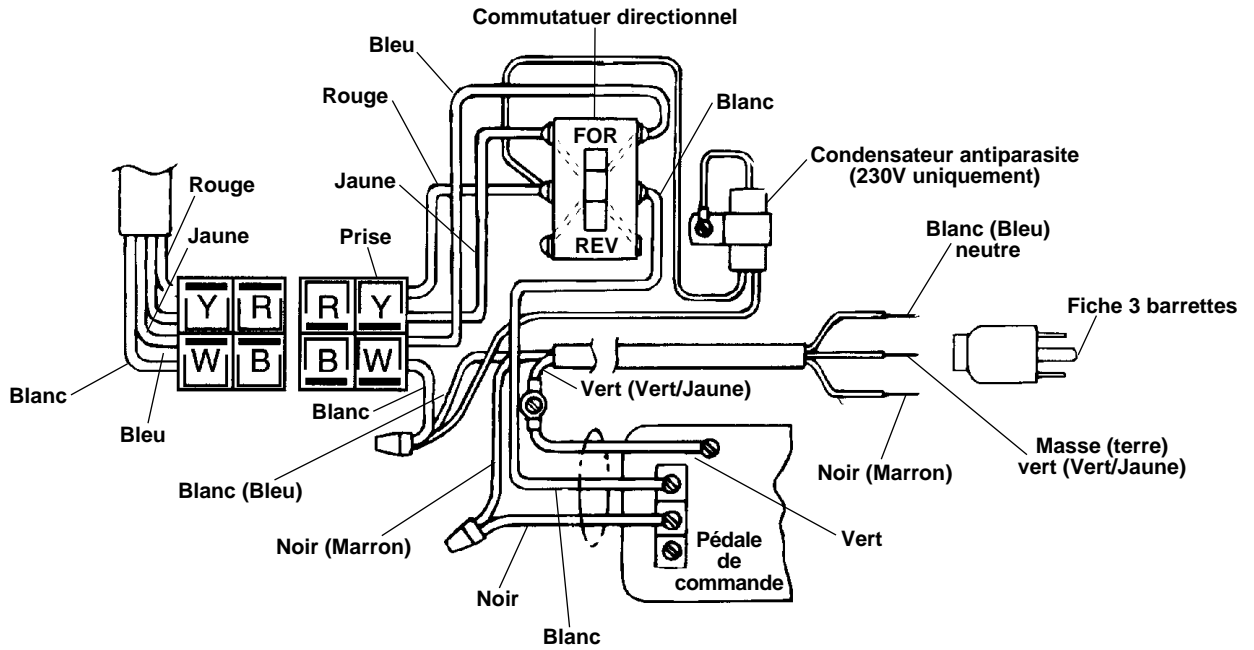 Commutatuer directionnel
Bleu
Rouge
Blanc
FOR
REV
Condensateur antiparasite
(230V uniquement)
Rouge
Jaune
Jaune
Prise
Blanc (Bleu)
neutre
Fiche 3 barrettes
Y R
W B
R Y
B W
Blanc
Bleu
Blanc
Vert (Vert/Jaune)
Blanc (Bleu)
Noir (Marron)
Masse (terre)
vert (Vert/Jaune)
Noir (Marron)
Vert
Pédale
de
commande
Noir
Blanc